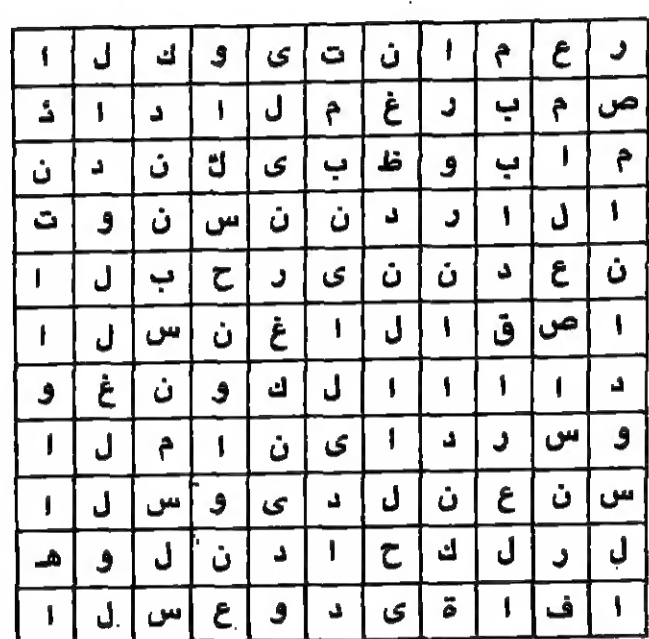 ر ع م ا ن ت ى و ك ل ا
ص م ب ر غ م ل ا د ا ئ
م ا ب و ظ ب ى ل ن د ن
ا ل ا ر د ن ن س ن و ت
ن ع د ن ن ى ر ح ب ل ا
ا ص ق ا ل ا غ ن س ل ا
د ا ا ا ا ل ك و ن غ و
و س ر د ا ى ن ا م ل ا
س ن ع ن ل د ى و س ل ا
ل ر ل ك ح ا د ن ل و هـ
ا ف ا ة ى د و ع س ل ا